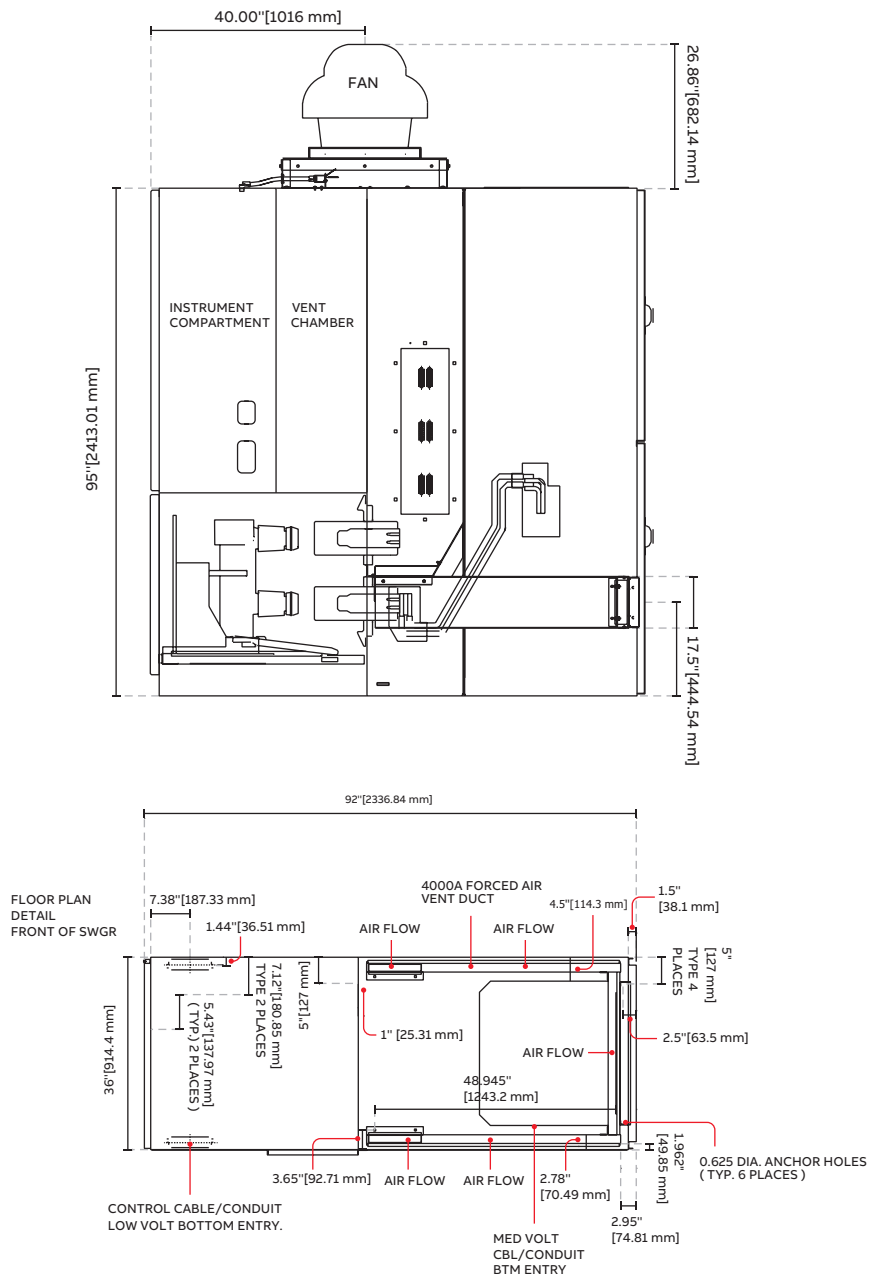 40.00"[1016 mm]
FAN
26.86"[682.14 mm]
INSTRUMENT
COMPARTMENT
VENT
CHAMBER
95"[2413.01 mm]
17.5"[444.54 mm]
92"[2336.84 mm]
FLOOR PLAN
DETAIL
FRONT OF SWGR
7.38"[187.33 mm]
1.44"[36.51 mm]
4000A FORCED AIR
VENT DUCT
AIR FLOW
AIR FLOW
4.5"[114.3 mm]
1.5"
[38.1 mm]
5"
[127 mm]
TYPE 4
PLACES
7.12"[180.85 mm]
TYPE 2 PLACES
5"[127 mm]
5.43"[137.97 mm]
( TYP.) 2 PLACES )
36"[914.4 mm]
1" [25.31 mm]
2.5"[63.5 mm]
AIR FLOW
48.945"
[1243.2 mm]
1.962"
[49.85 mm]
0.625 DIA. ANCHOR HOLES
( TYP. 6 PLACES )
3.65"[92.71 mm]
AIR FLOW
AIR FLOW
2.78"
[70.49 mm]
CONTROL CABLE/CONDUIT
LOW VOLT BOTTOM ENTRY.
2.95"
[74.81 mm]
MED VOLT
CBL/CONDUIT
BTM ENTRY